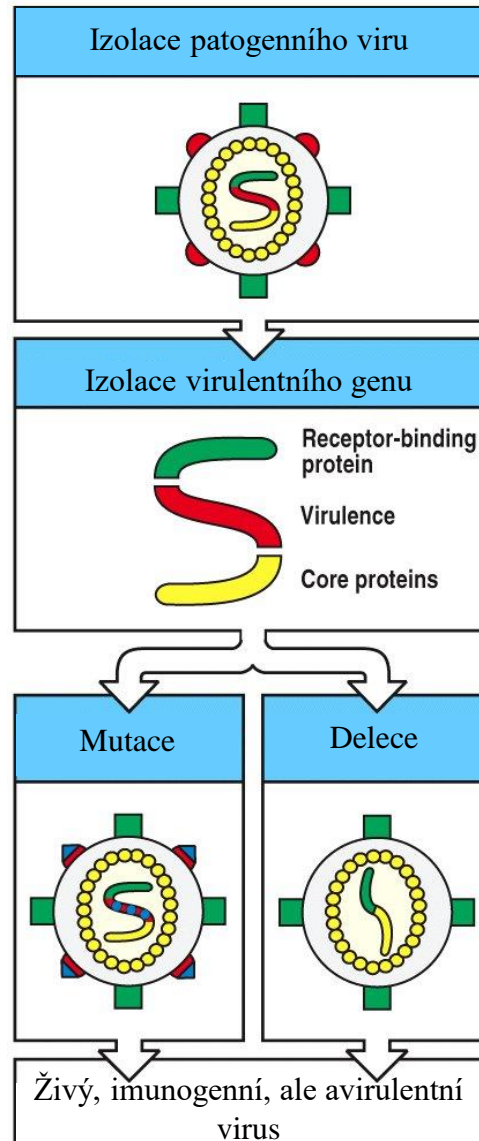 Izolace patogenního viru
Izolace virulentního genu
Receptor-binding
protein
Virulence
Core proteins
Mutace
Delece
Živý, imunogenní, ale avirulentní
virus